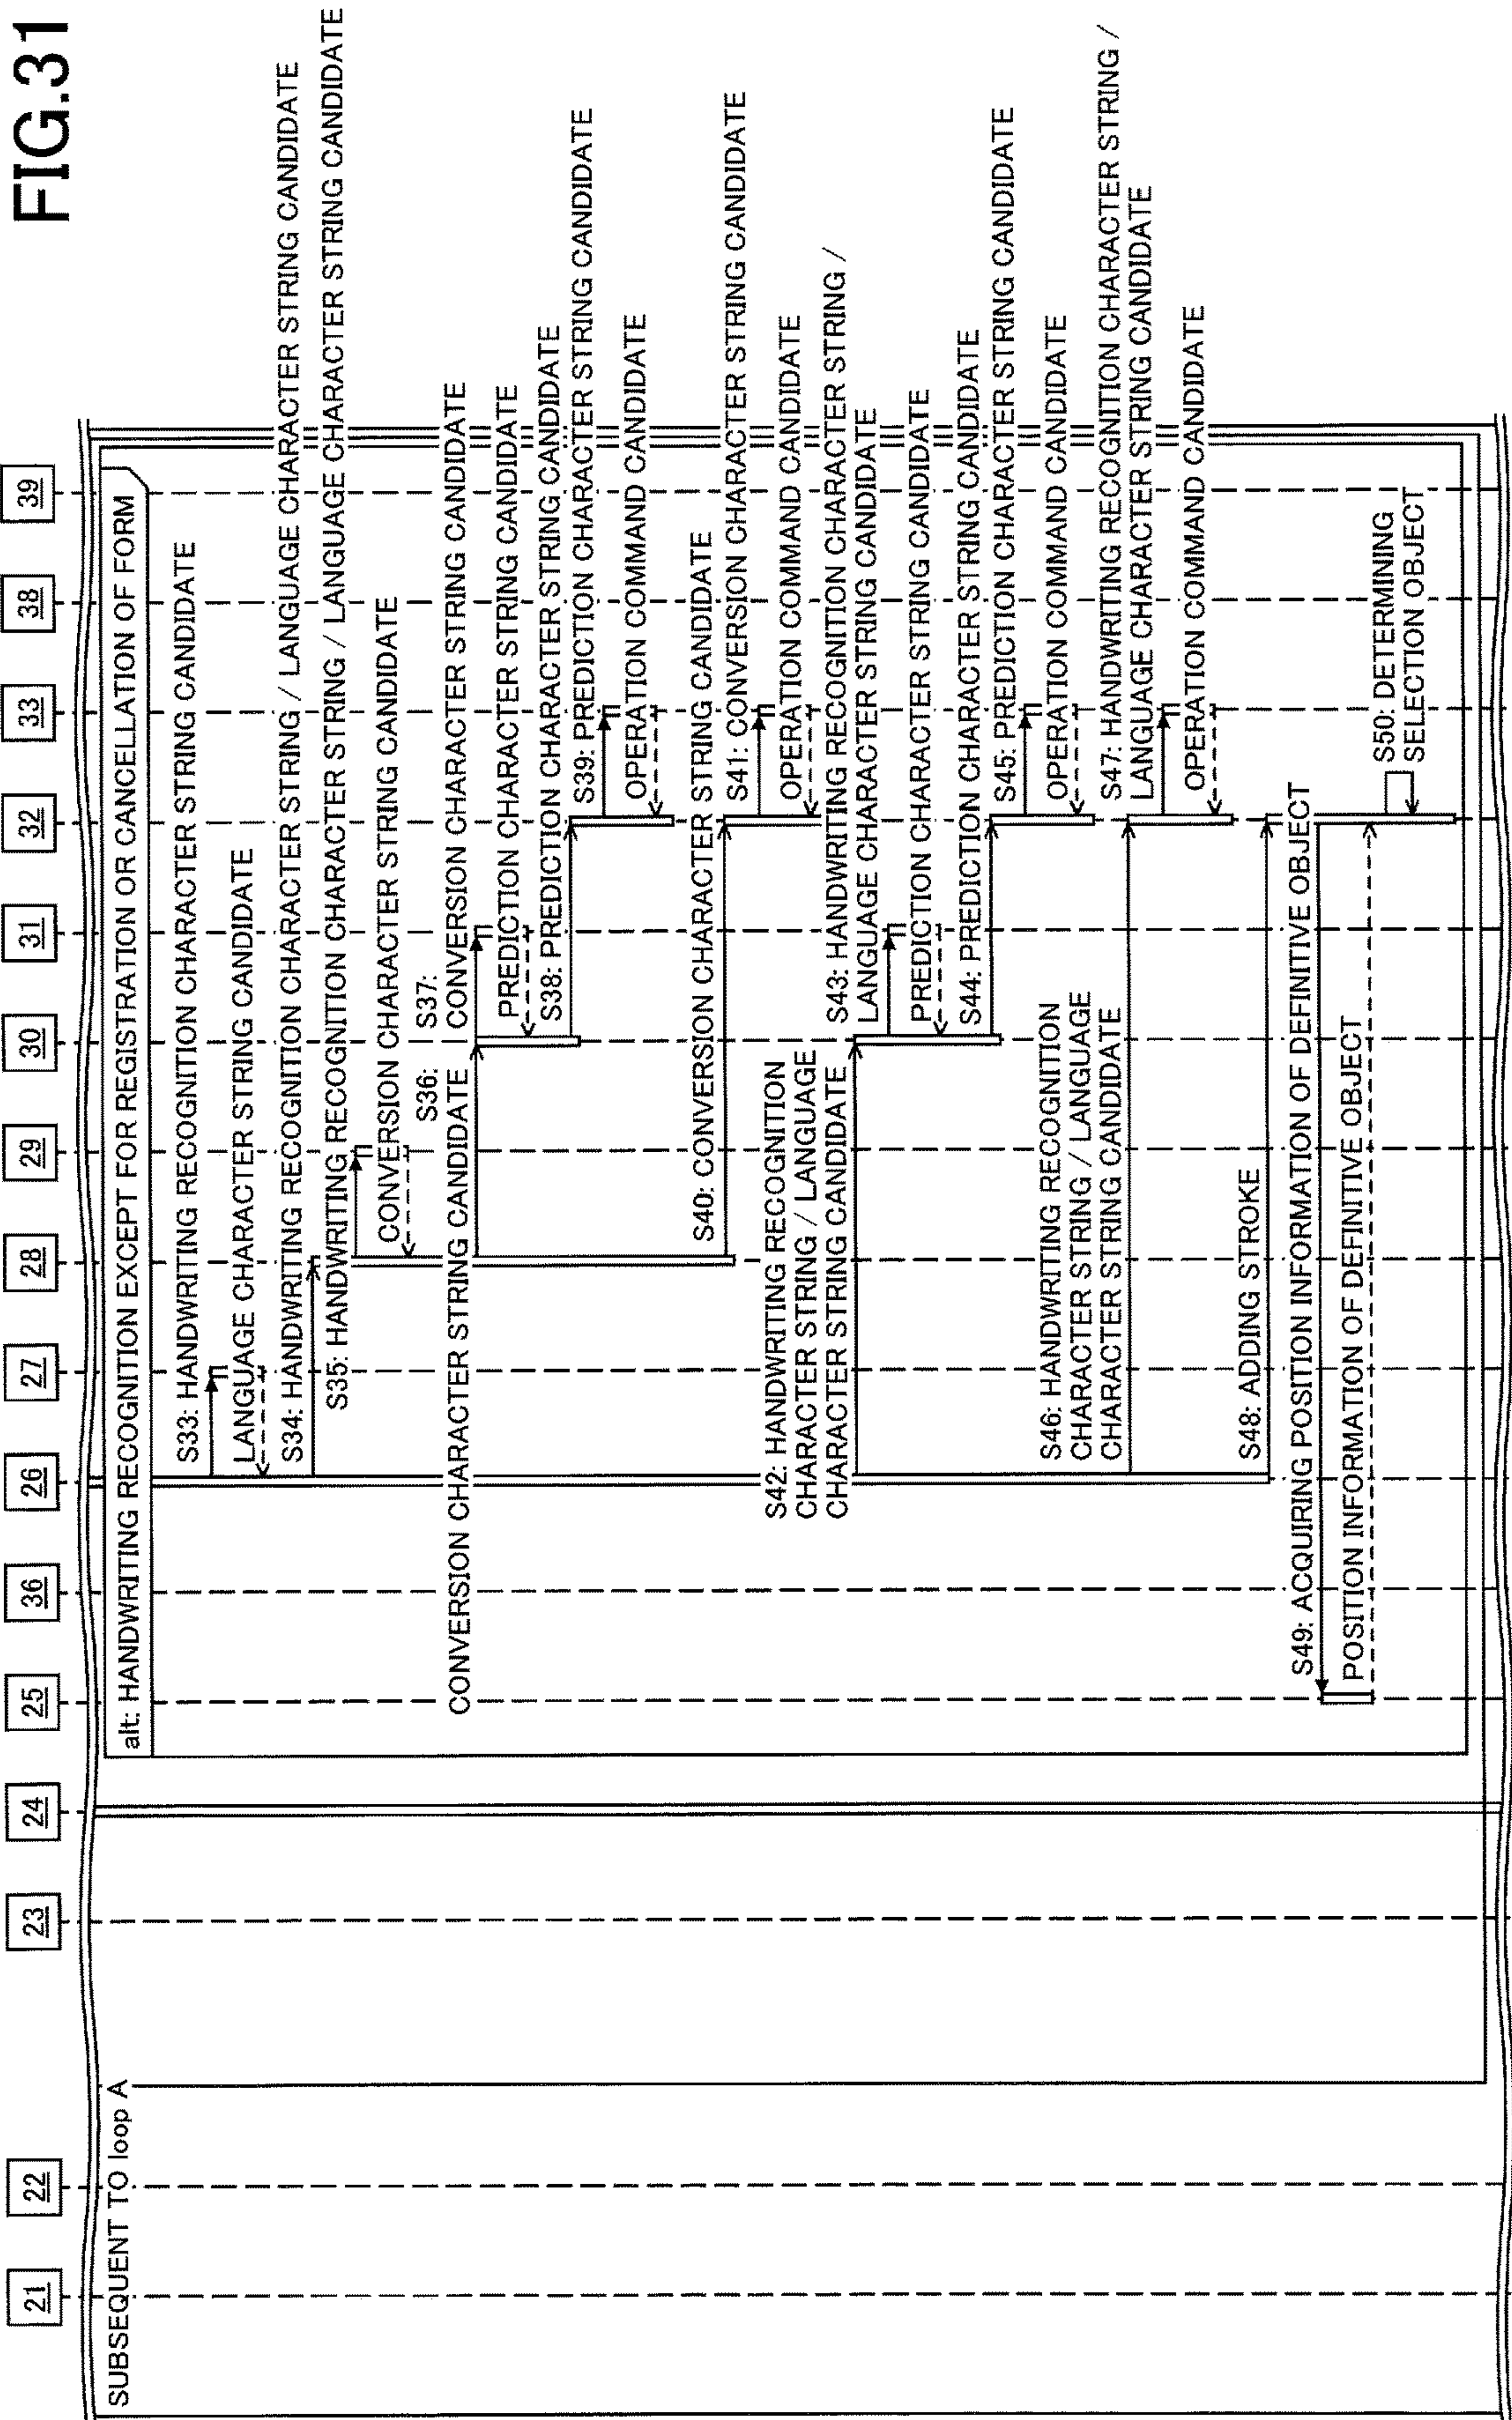 FIG.31
21
22
23
24
25
36
26
27
28
29
30
31
32
33
38
39
SUBSEQUENT TO loop A
alt: HANDWRITING RECOGNITION EXCEPT FOR REGISTRATION OR CANCELLATION OF FORM
S33: HANDWRITING RECOGNITION CHARACTER STRING CANDIDATE
LANGUAGE CHARACTER STRING CANDIDATE
S34: HANDWRITING RECOGNITION CHARACTER STRING / LANGUAGE CHARACTER STRING CANDIDATE
S35: HANDWRITING RECOGNITION CHARACTER STRING / LANGUAGE CHARACTER STRING CANDIDATE
CONVERSION CHARACTER STRING CANDIDATE
S36:
CONVERSION CHARACTER STRING CANDIDATE
S37:
CONVERSION CHARACTER STRING CANDIDATE
PREDICTION CHARACTER STRING CANDIDATE
S38: PREDICTION CHARACTER STRING CANDIDATE
S39: PREDICTION CHARACTER STRING CANDIDATE
OPERATION COMMAND CANDIDATE
S40: CONVERSION CHARACTER STRING CANDIDATE
S41: CONVERSION CHARACTER STRING CANDIDATE
OPERATION COMMAND CANDIDATE
S42: HANDWRITING RECOGNITION
CHARACTER STRING / LANGUAGE
CHARACTER STRING CANDIDATE
S43: HANDWRITING RECOGNITION CHARACTER STRING /
LANGUAGE CHARACTER STRING CANDIDATE
PREDICTION CHARACTER STRING CANDIDATE
S44: PREDICTION CHARACTER STRING CANDIDATE
S45: PREDICTION CHARACTER STRING CANDIDATE
OPERATION COMMAND CANDIDATE
S46: HANDWRITING RECOGNITION
CHARACTER STRING / LANGUAGE
CHARACTER STRING CANDIDATE
S47: HANDWRITING RECOGNITION CHARACTER STRING /
LANGUAGE CHARACTER STRING CANDIDATE
OPERATION COMMAND CANDIDATE
S48: ADDING STROKE
S49: ACQUIRING POSITION INFORMATION OF DEFINITIVE OBJECT
POSITION INFORMATION OF DEFINITIVE OBJECT
S50: DETERMINING
SELECTION OBJECT